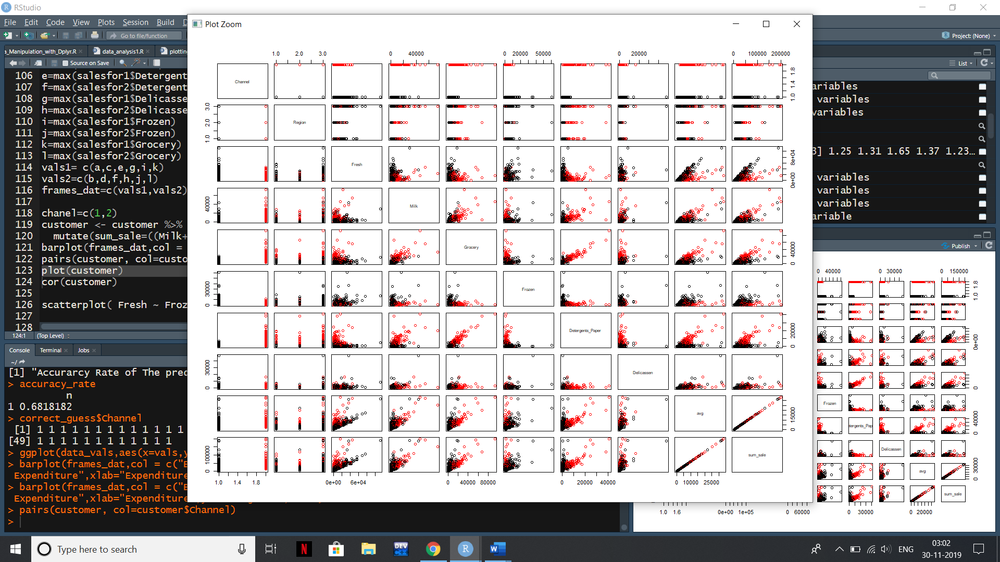 RStudio
File Edit Code View Plots Session Build
Go to file/function
Project: (None)
a_Manipulation_with_Dplyr.R
data_analysis1.R
plotting
Source on Save
106
e=max(salesfor1$Detergent
107
f=max(salesfor2$Detergent
108
g=max(salesfor1$Delicasse
109
h=max(salesfor2$Delicasse
110
i=max(salesfor1$Frozen)
111
j=max(salesfor2$Frozen)
112
k=max(salesfor1$Grocery)
113
l=max(salesfor2$Grocery)
114
vals1= c(a,c,e,g,i,k)
115
vals2=c(b,d,f,h,j,l)
116
frames_dat=c(vals1,vals2)
117
118
chanel=c(1,2)
119
customer <- customer %>%
120
mutate(sum_sale=((Milk+
121
barplot(frames_dat,col =
122
pairs(customer, col=custo
123
plot(customer)
124
cor(customer)
125
126
scatterplot( Fresh ~ Froz
127
128
124:1
(Top Level)
Console
Terminal
Jobs
~/
[1] "Accurarcy Rate of The pred
> accuracy_rate
n
1 0.6818182
> correct_guess$Channel
[1] 1 1 1 1 1 1 1 1 1 1 1 1 1
[49] 1 1 1 1 1 1 1 1 1 1 1 1
> ggplot(data_vals,aes(x=vals,y
> barplot(frames_dat,col = c("B
Expenditure",xlab="Expenditure
> barplot(frames_dat,col = c("B
Expenditure",xlab="Expenditure
> pairs(customer, col=customer$Channel)
>
Plot Zoom
1.0 2.0 3.0
0 40000
0 20000 50000
0 20000
0 100000 200000
Channel
1.0 1.4 1.8
1.0 2.0 3.0
Region
Fresh
0e+00 8e+04
0 40000
Milk
Grocery
0 40000
0 30000
Frozen
Detergents_Paper
0 20000
0 30000
Delicassen
avg
0 15000
0 100000
sum_sale
1.0 1.4 1.8
0e+00 6e+04
0 40000 80000
0 20000 40000
0 10000 25000
List
ariables
variables
variables
3] 1.25 1.31 1.65 1.37 1.23...
variables
variables
variables
ariable
Publish
0 40000
0 30000
0 150000
1.0 1.8
0e+00
0
Frozen
etergents_Pap
0 40000
Delicassen
avg
0 30000
sum_sale
1.0 1.6
0e+00 1e+05
0 60000
0 30000
0 20000
Type here to search
N
DEV C++
R
W
ENG
03:02
30-11-2019